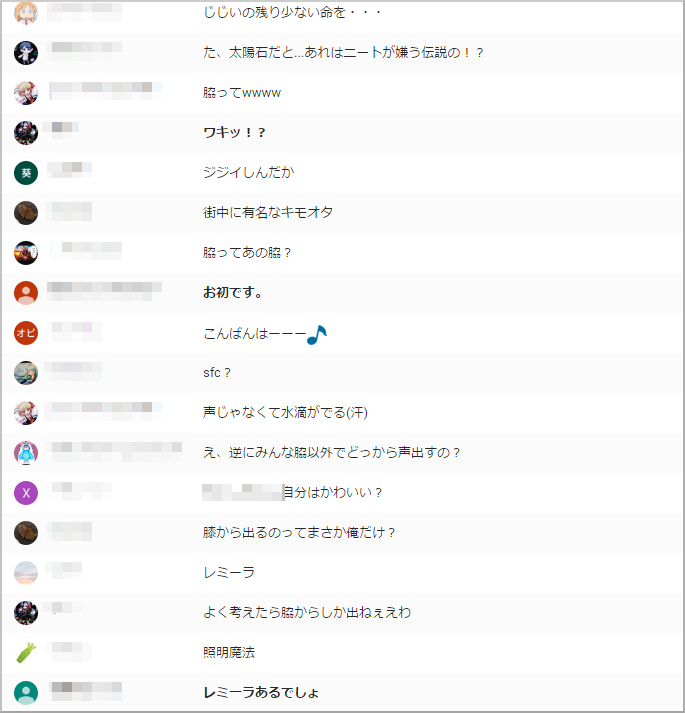 じじいの残り少ない命を・・・
た、太陽石だと...あれはニートが嫌う伝説の！？
脇ってwwww
ワキッ！？
葵
ジジイしんだか
街中に有名なキモオタ
脇ってあの脇？
お初です。
オビ
こんばんはーーー
sfc？
声じゃなくて水滴がでる(汗)
え、逆にみんな脇以外でどっから声出すの？
X
自分はかわいい？
膝から出るのってまさか俺だけ？
レミーラ
よく考えたら脇からしか出ねぇえわ
照明魔法
レミーラあるでしょ